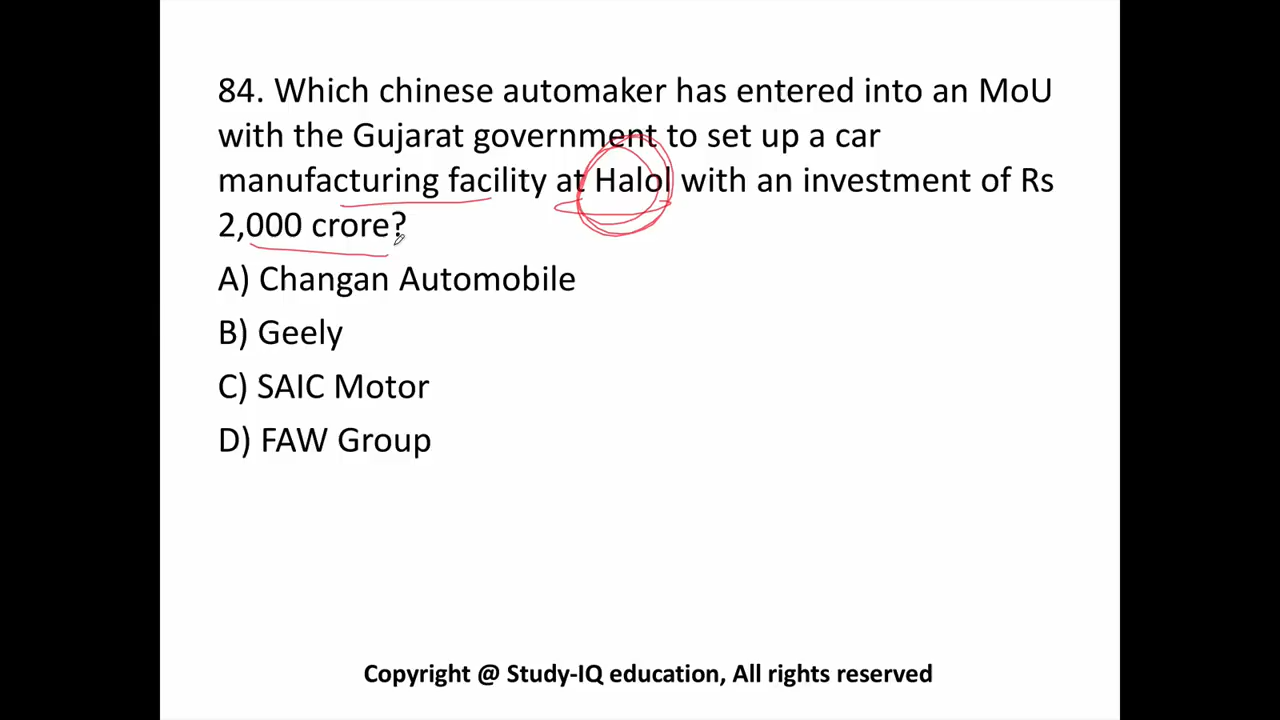 84. Which chinese automaker has entered into an MoU
with the Gujarat government to set up a car
manufacturing facility at Halol with an investment of Rs
2,000 crore?
A) Changan Automobile
B) Geely
C) SAIC Motor
D) FAW Group
Copyright @ Study-IQ education, All rights reserved